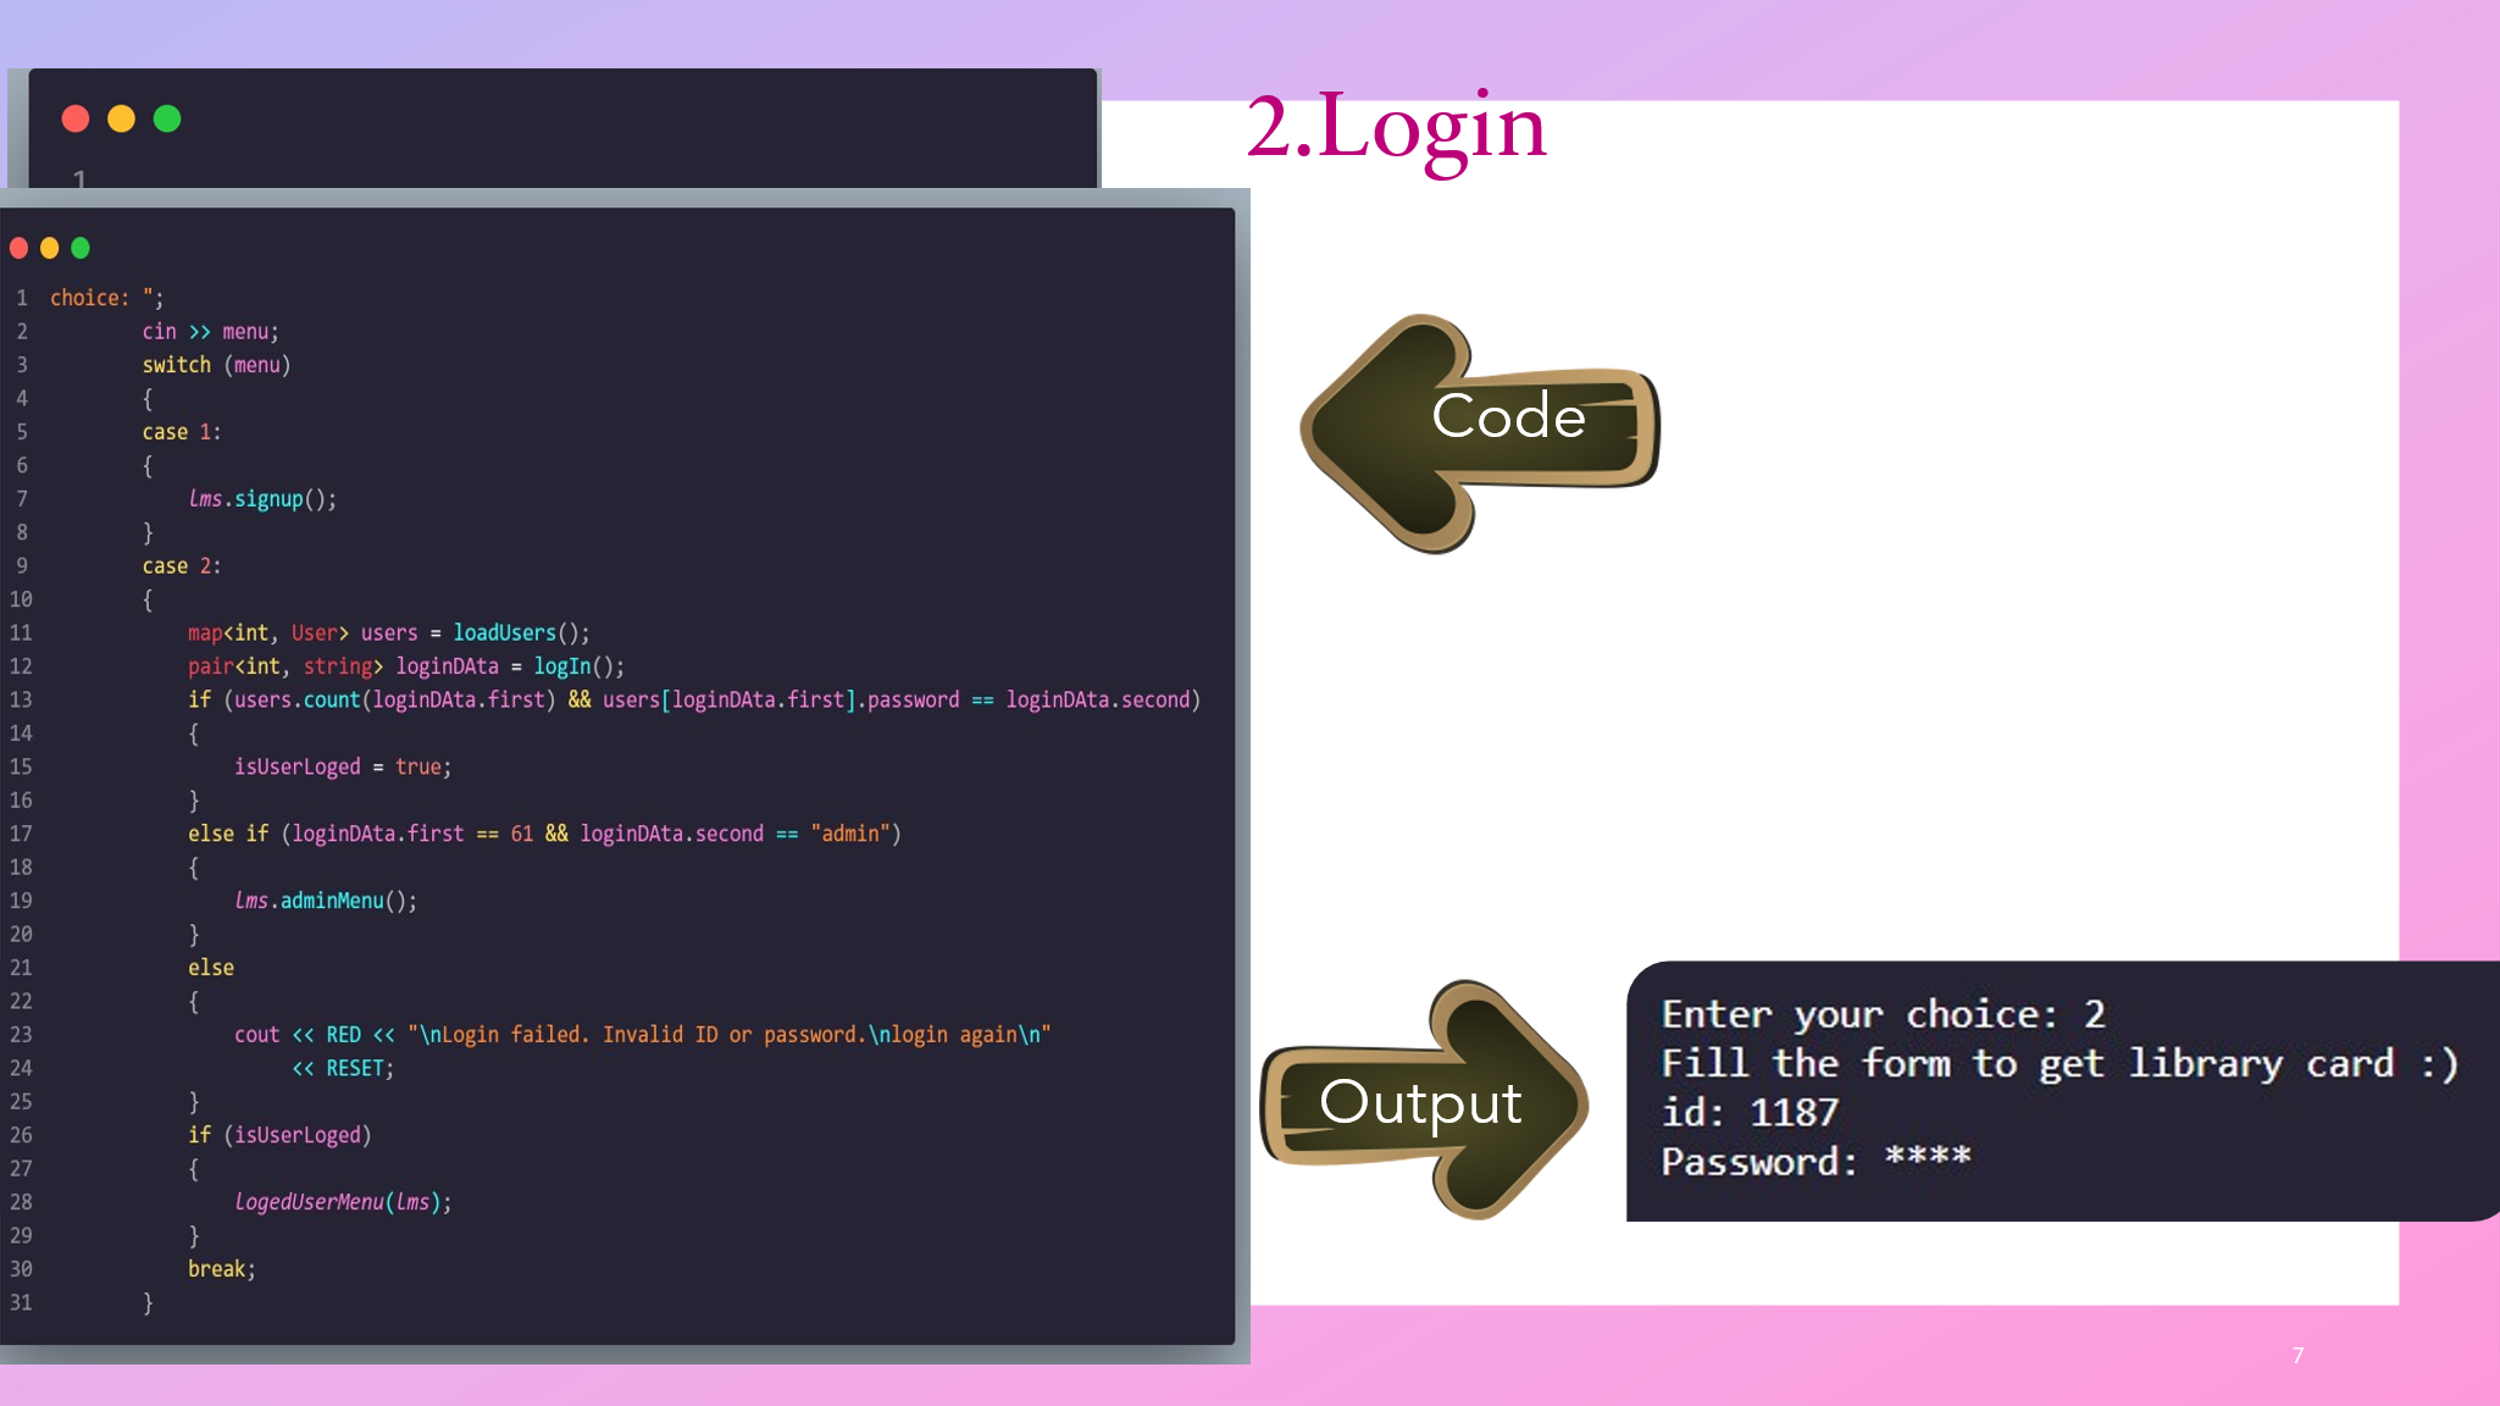 2.Login
1
1 choice: ";
2 cin >> menu;
3 switch (menu)
4 {
5 case 1:
6 {
7 lms.signup();
8 }
9 case 2:
10 {
11 map<int, User> users = loadUsers();
12 pair<int, string> loginDAta = logIn();
13 if (users.count(loginDAta.first) && users[loginDAta.first].password == loginDAta.second)
14 {
15 isUserLoged = true;
16 }
17 else if (loginDAta.first == 61 && loginDAta.second == "admin")
18 {
19 lms.adminMenu();
20 }
21 else
22 {
23 cout << RED << "\nLogin failed. Invalid ID or password.\nlogin again\n"
24 << RESET;
25 }
26 if (isUserLoged)
27 {
28 logedUserMenu(lms);
29 }
30 break;
31 }
Code
Output
Enter your choice: 2
Fill the form to get library card :)
id: 1187
Password: ****
7